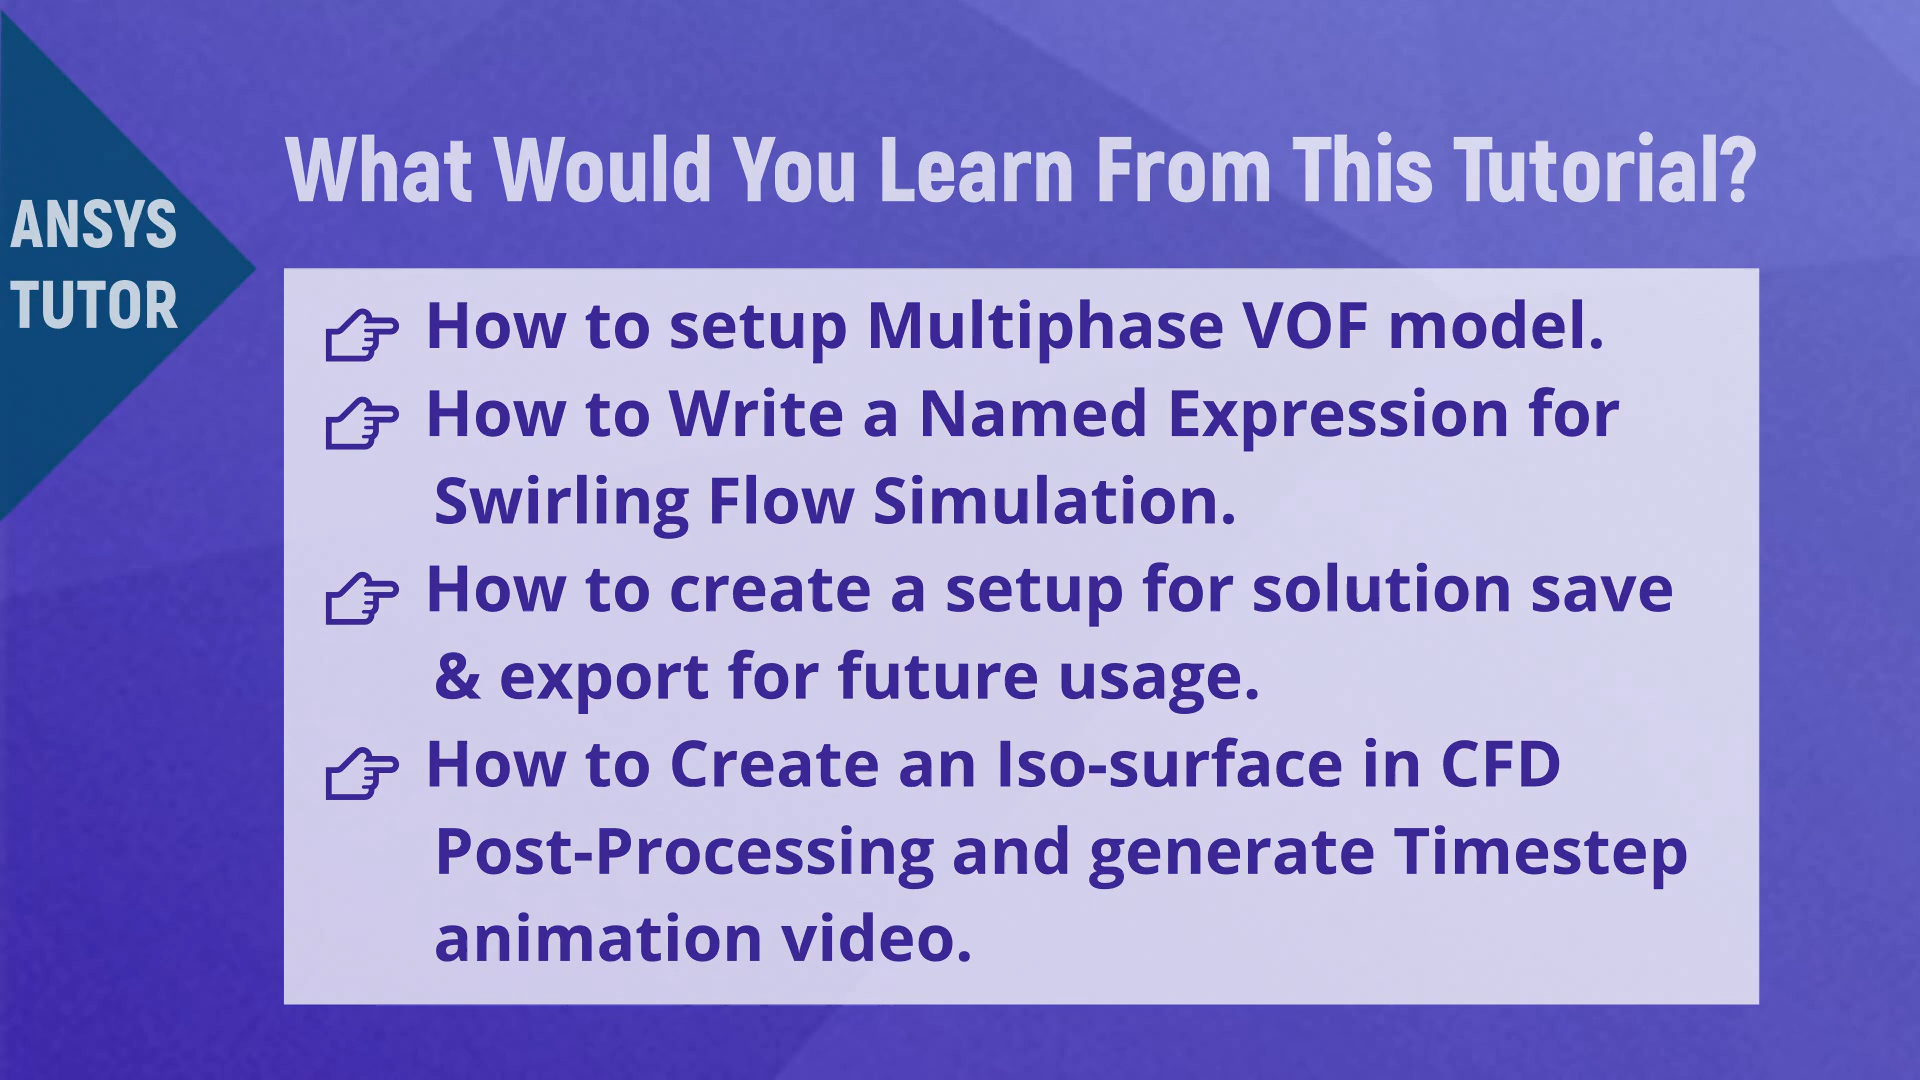 ANSYS
TUTOR
What Would You Learn From This Tutorial?
How to setup Multiphase VOF model.
How to Write a Named Expression for
Swirling Flow Simulation.
How to create a setup for solution save
& export for future usage.
How to Create an Iso-surface in CFD
Post-Processing and generate Timestep
animation video.